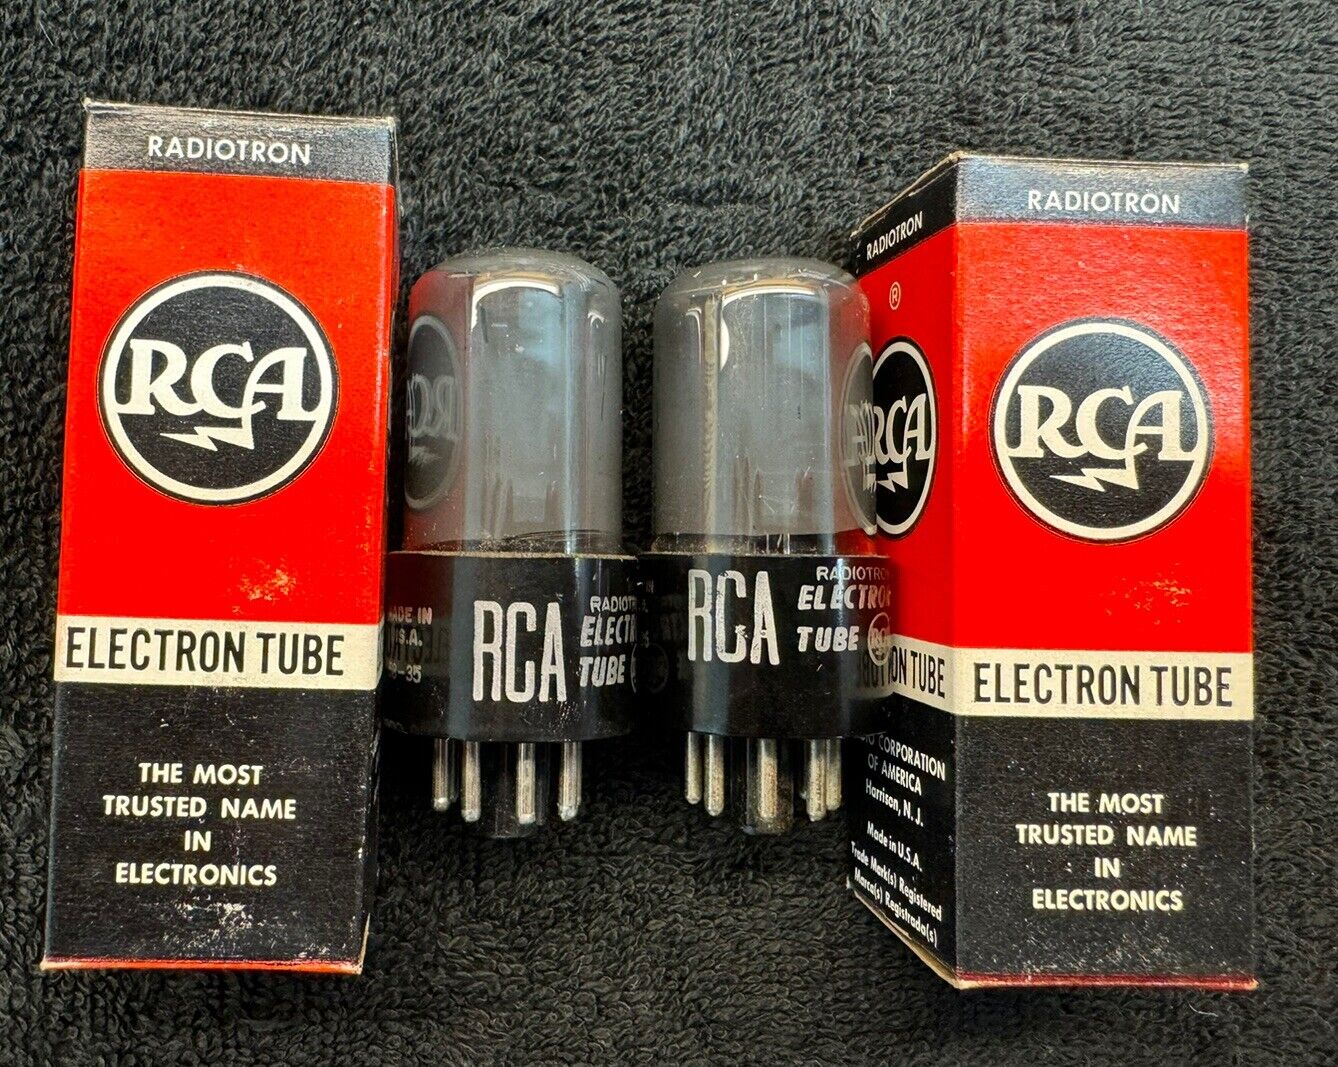 RADIOTRON
RCA
ELECTRON TUBE
THE MOST
TRUSTED NAME
IN
ELECTRONICS
MADE IN
U.S.A.
RCA
TUBE
RCA
RADIOTRON
ELECTRON
TUBE
RADIOTRON
®
RCA
TUBE
CORPORATION
OF AMERICA
Harrison, N. J.
Made in U.S.A.
Trade Mark(s) Registered
Marca(s) Registrada(s)
RADIOTRON
RCA
ELECTRON TUBE
THE MOST
TRUSTED NAME
IN
ELECTRONICS